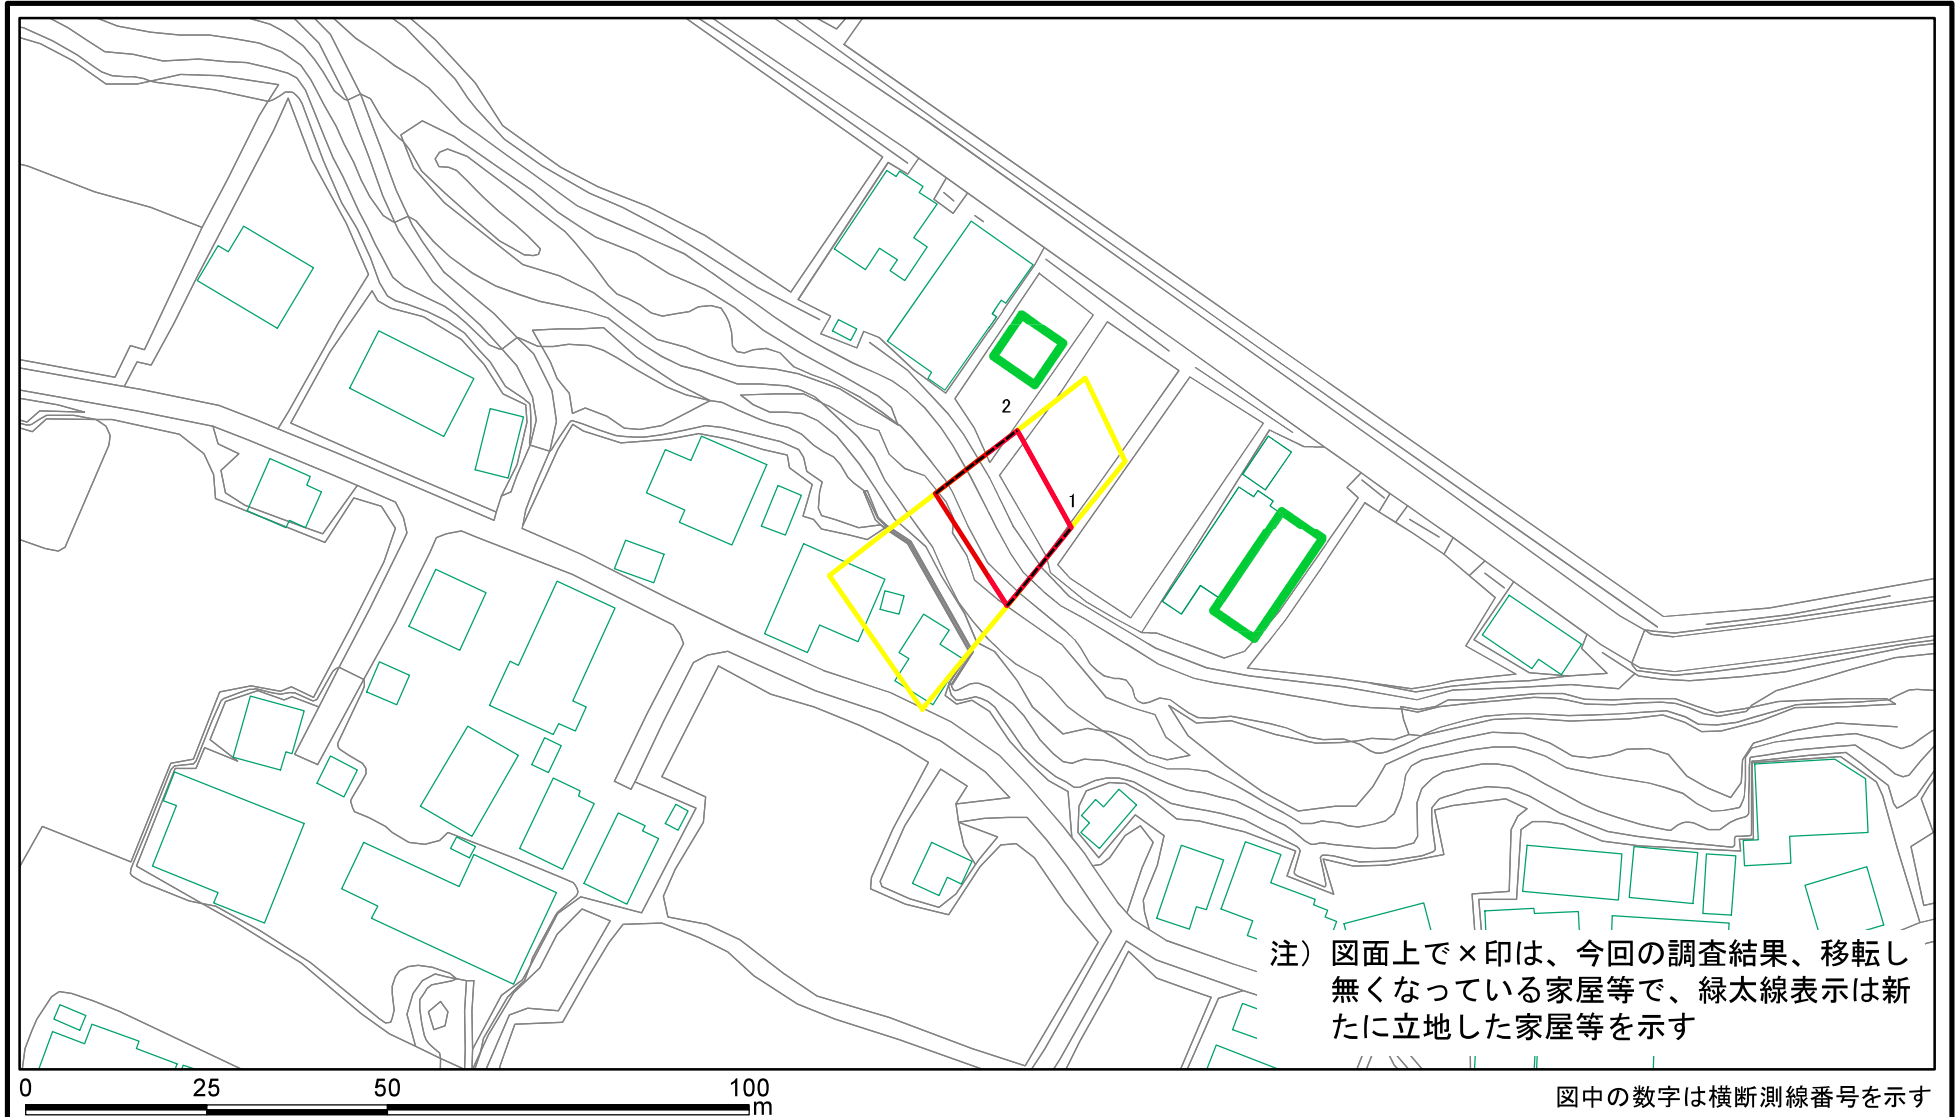 2
1
注）図面上で×印は、今回の調査結果、移転し
無くなっている家屋等で、緑太線表示は新
たに立地した家屋等を示す
0 25 50 100
m
図中の数字は横断測線番号を示す